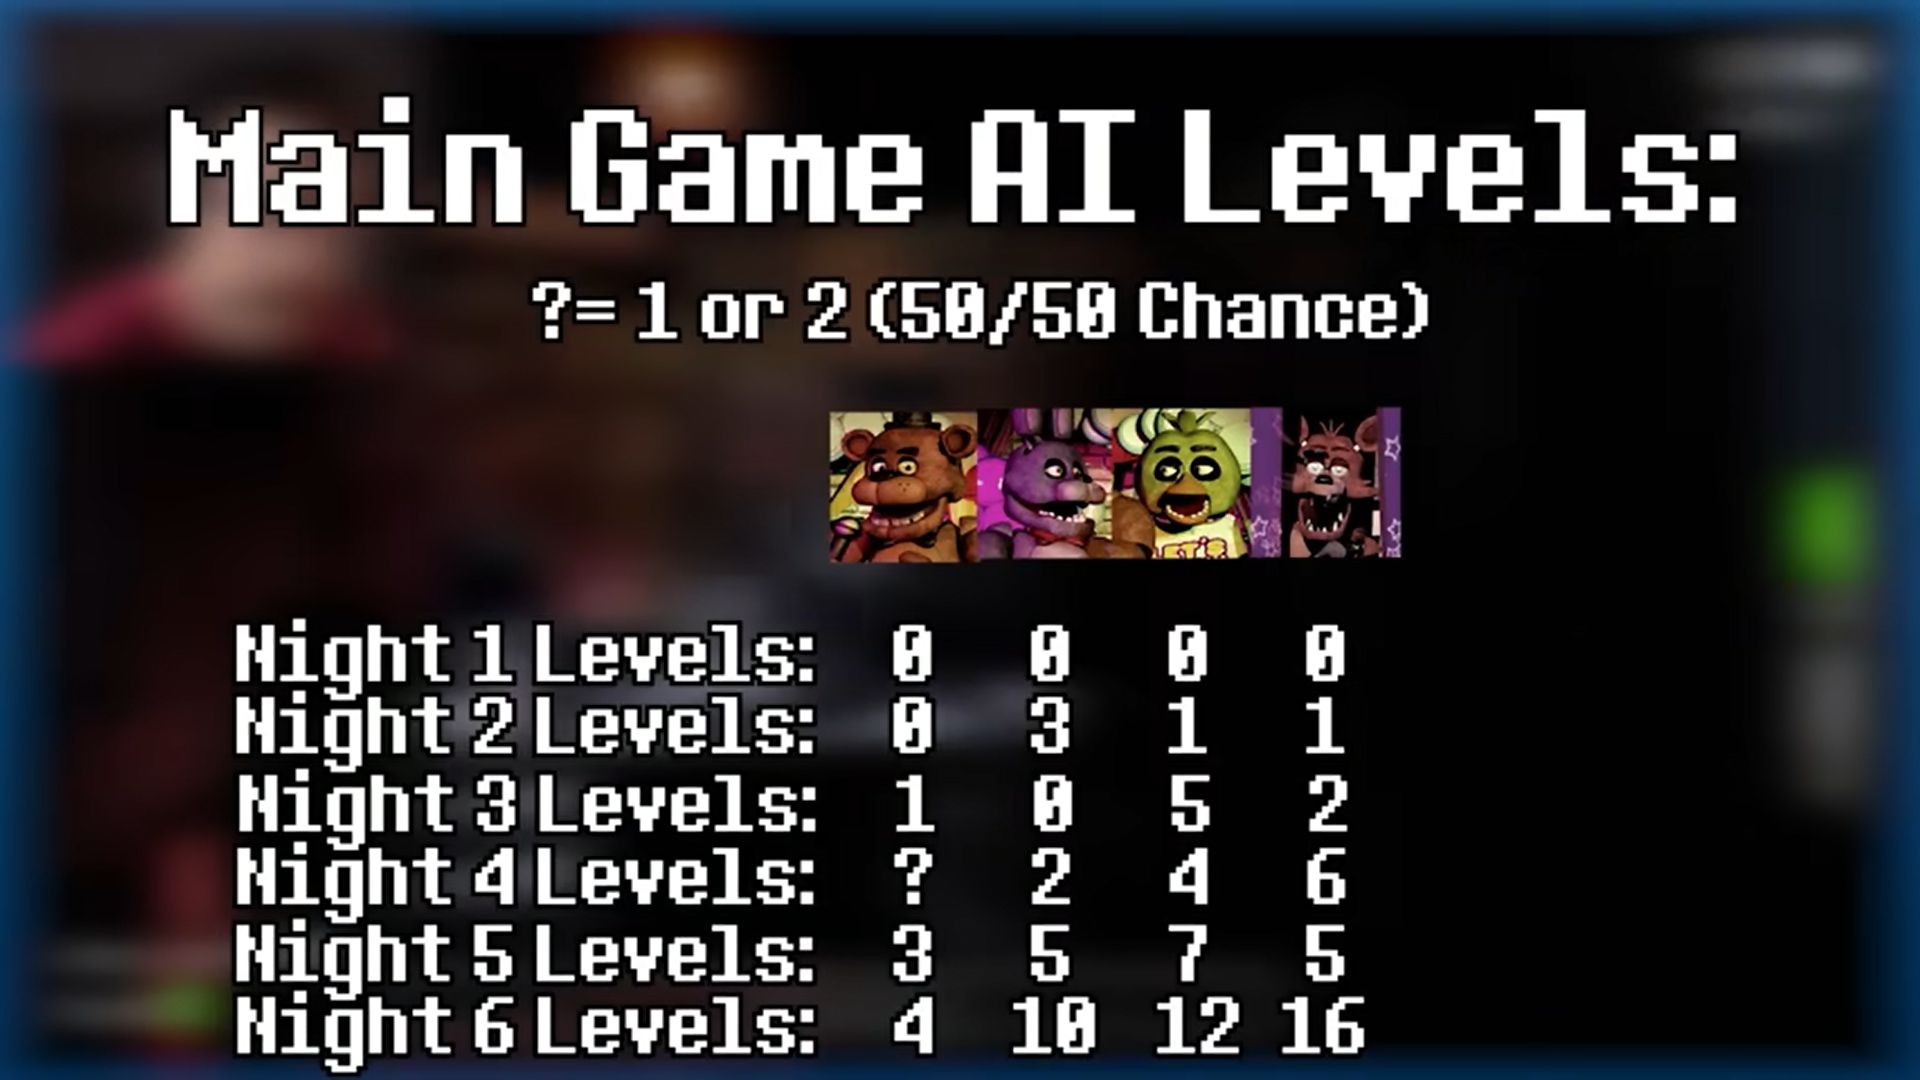 Main Game AI Levels:
?= 1 or 2 (50/50 Chance)
LET'S
Night 1 Levels: 0 0 0 0
Night 2 Levels: 0 3 1 1
Night 3 Levels: 1 0 5 2
Night 4 Levels: ? 2 4 6
Night 5 Levels: 3 5 7 5
Night 6 Levels: 4 10 12 16